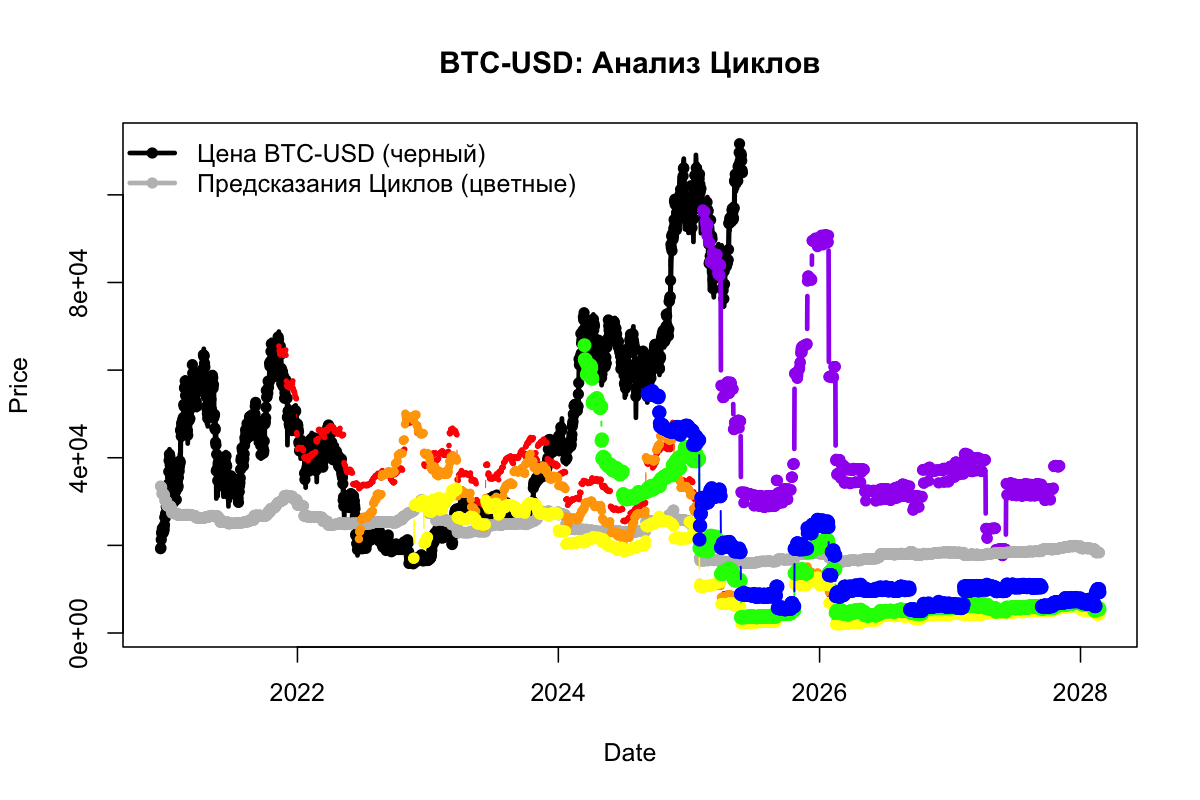 BTC-USD: Анализ Циклов
Цена BTC-USD (черный)
Предсказания Циклов (цветные)
Price
8e+04
4e+04
0e+00
2022
2024
2026
2028
Date